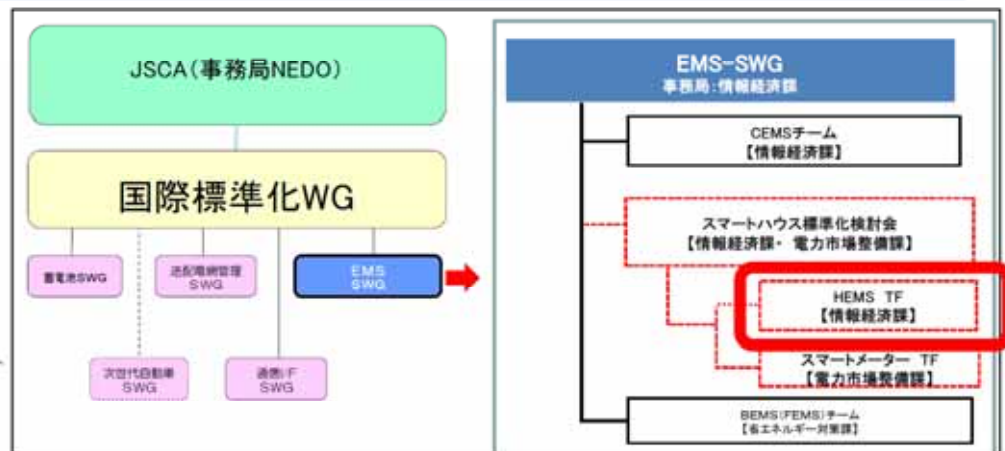 JSCA(事務局NEDO)
国際標準化WG
蓄電池SWG
送配電網管理
SWG
EMS
SWG
次世代自動車
SWG
通信I/F
SWG
EMS-SWG
事務局:情報経済課
CEMSチーム
【情報経済課】
スマートハウス標準化検討会
【情報経済課・ 電力市場整備課】
HEMS TF
【情報経済課】
スマートメーター TF
【電力市場整備課】
BEMS(FEMS)チーム
【省エネルギー対策課】